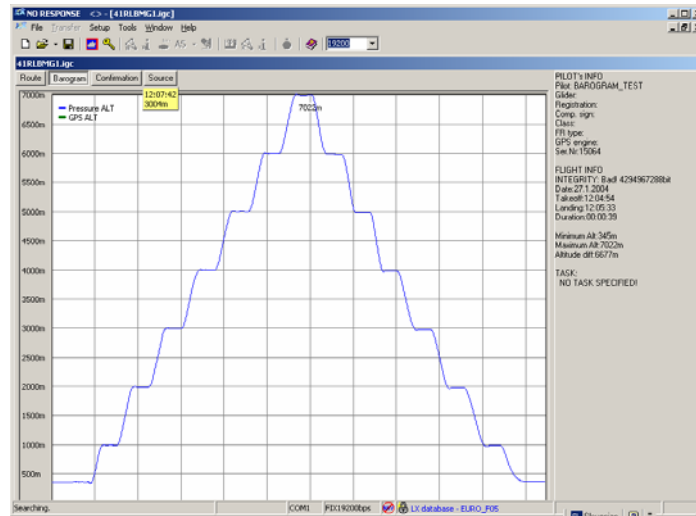 NO RESPONSE <> - [41RLBMG1.igc]
File Transfer Setup Tools Window Help
AS 19200
41RLBMG1.igc
Route Barogram Confirmation Source
12:07:42
3004m
Pressure ALT
GPS ALT
7022m
7000m
6500m
6000m
5500m
5000m
4500m
4000m
3500m
3000m
2500m
2000m
1500m
1000m
500m
PILOT's INFO
Pilot: BAROGRAM_TEST
Glider:
Registration:
Comp. sign:
Class:
FR type:
GPS engine:
Ser.Nr:15064
FLIGHT INFO
INTEGRITY: Bad! 4294967288bit
Date:27.1.2004
Takeoff:12:04:54
Landing:12:05:33
Duration:00:00:39
Minimum Alt:345m
Maximum Alt:7022m
Altitude diff:6677m
TASK:
NO TASK SPECIFIED!
Searching. COM1 FIX19200bps LX database - EURO_F05